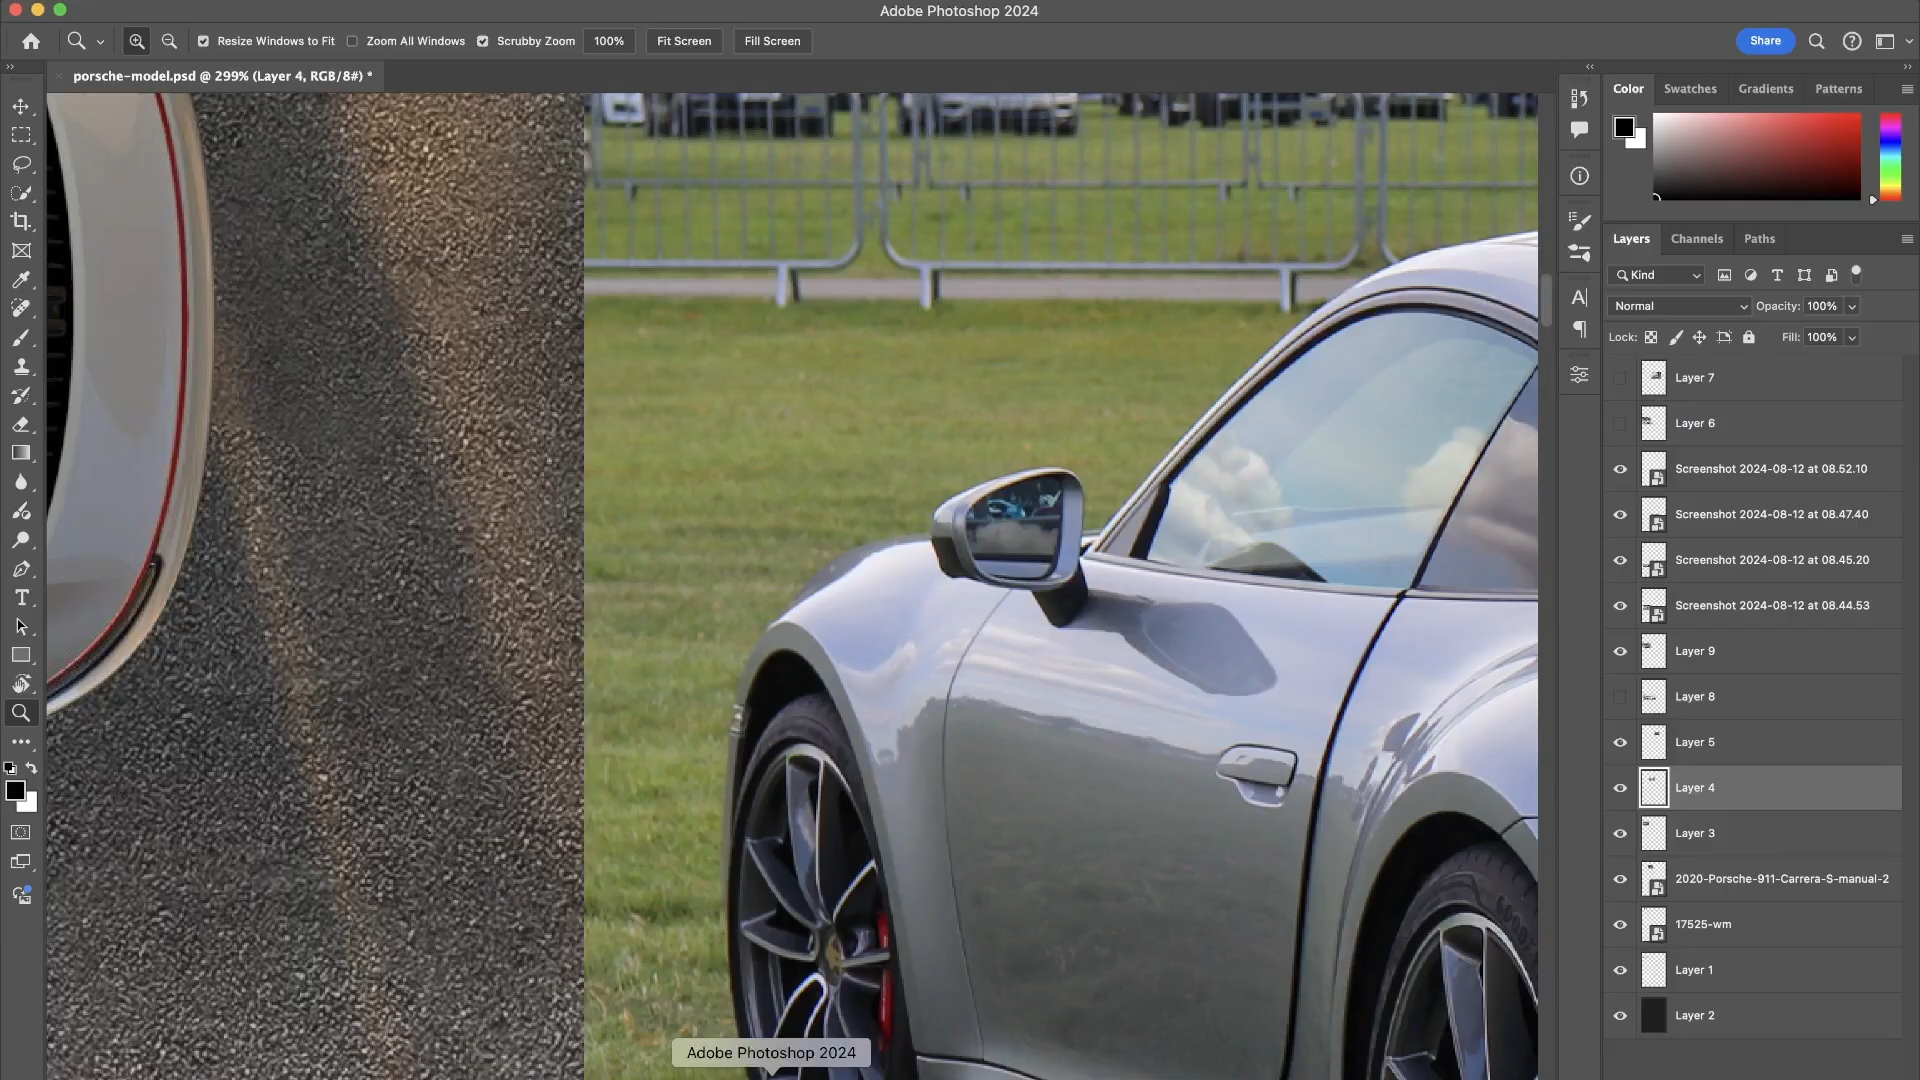 Adobe Photoshop 2024
Resize Windows to Fit
Zoom All Windows
Scrubby Zoom
100%
Fit Screen
Fill Screen
Share
porsche-model.psd @ 299% (Layer 4, RGB/8#) *
Color
Swatches
Gradients
Patterns
Layers
Channels
Paths
Kind
Normal
Opacity: 100%
Lock:
Fill: 100%
Layer 7
Layer 6
Screenshot 2024-08-12 at 08.52.10
Screenshot 2024-08-12 at 08.47.40
Screenshot 2024-08-12 at 08.45.20
Screenshot 2024-08-12 at 08.44.53
Layer 9
Layer 8
Layer 5
Layer 4
Layer 3
2020-Porsche-911-Carrera-S-manual-2
17525-wm
Layer 1
Layer 2
Adobe Photoshop 2024